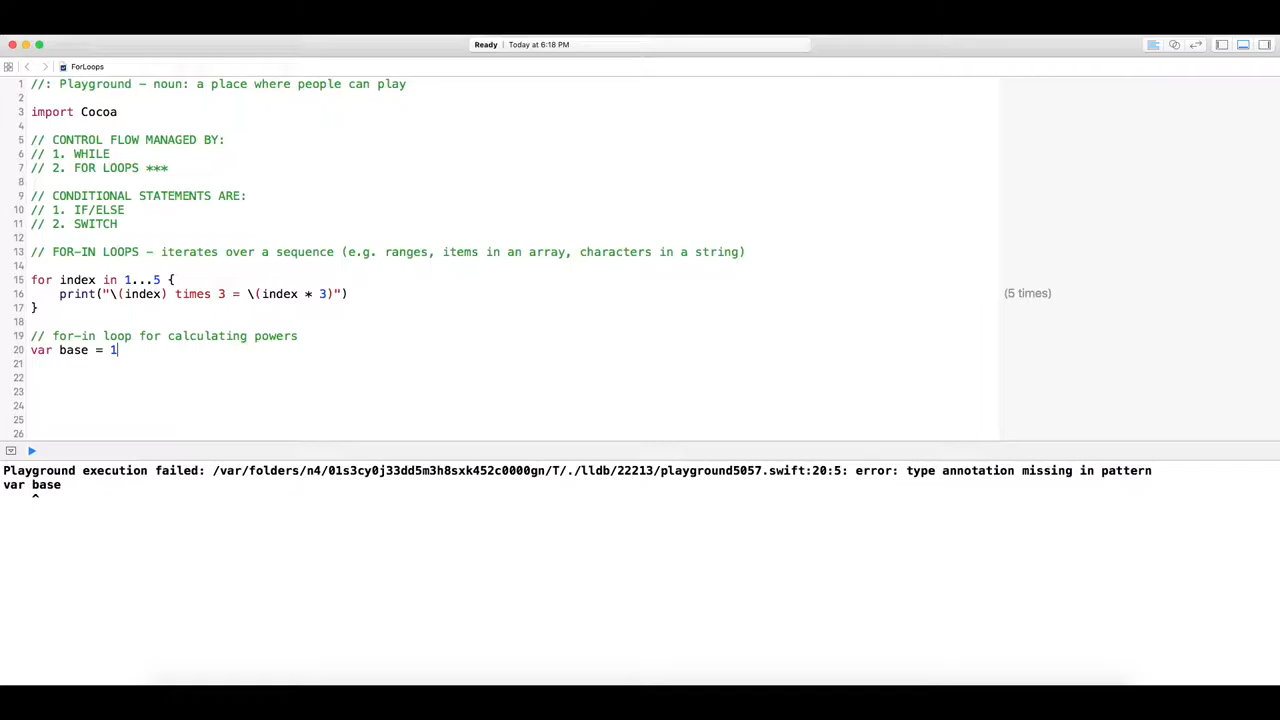 Ready Today at 6:18 PM
ForLoops
1 //: Playground - noun: a place where people can play
2
3 import Cocoa
4
5 // CONTROL FLOW MANAGED BY:
6 // 1. WHILE
7 // 2. FOR LOOPS ***
8
9 // CONDITIONAL STATEMENTS ARE:
10 // 1. IF/ELSE
11 // 2. SWITCH
12
13 // FOR-IN LOOPS - iterates over a sequence (e.g. ranges, items in an array, characters in a string)
14
15 for index in 1...5 {
16 print("\(index) times 3 = \(index * 3)") (5 times)
17 }
18
19 // for-in loop for calculating powers
20 var base = 1
21
22
23
24
25
26
Playground execution failed: /var/folders/n4/01s3cy0j33dd5m3h8sxk452c0000gn/T/./lldb/22213/playground5057.swift:20:5: error: type annotation missing in pattern
var base
^